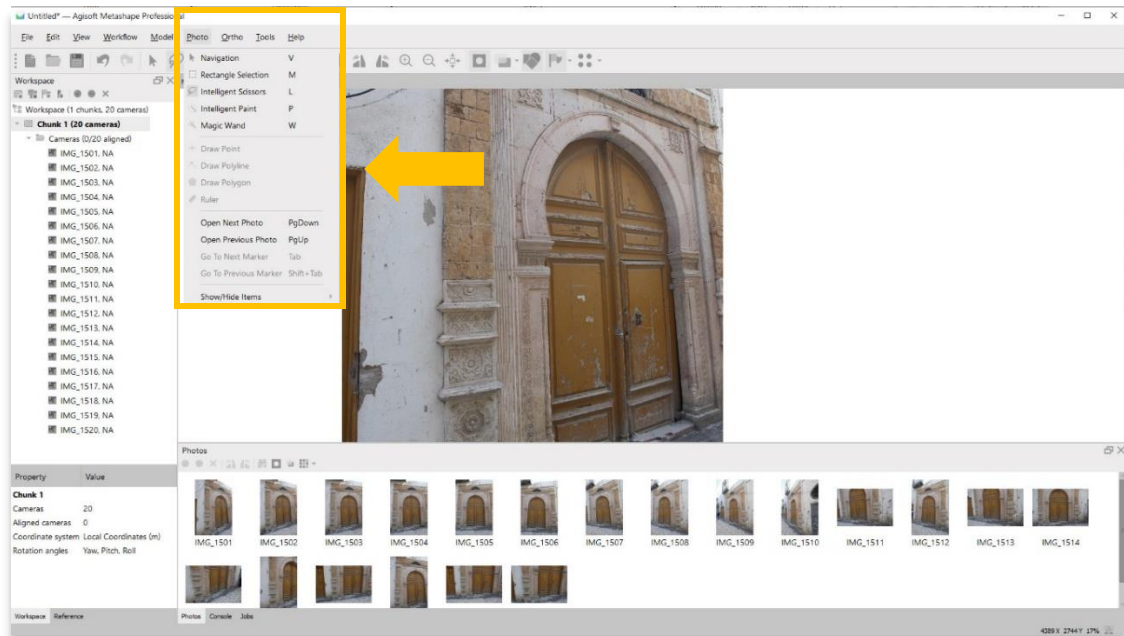 Untitled* — Agisoft Metashape Professional
File Edit View Workflow Model Photo Ortho Tools Help
Navigation V
Rectangle Selection M
Intelligent Scissors L
Intelligent Paint P
Magic Wand W
Draw Point
Draw Polyline
Draw Polygon
Ruler
Open Next Photo PgDown
Open Previous Photo PgUp
Go To Next Marker Tab
Go To Previous Marker Shift+Tab
Show/Hide Items
Workspace
Workspace (1 chunks, 20 cameras)
Chunk 1 (20 cameras)
Cameras (0/20 aligned)
IMG_1501, NA
IMG_1502, NA
IMG_1503, NA
IMG_1504, NA
IMG_1505, NA
IMG_1506, NA
IMG_1507, NA
IMG_1508, NA
IMG_1509, NA
IMG_1510, NA
IMG_1511, NA
IMG_1512, NA
IMG_1513, NA
IMG_1514, NA
IMG_1515, NA
IMG_1516, NA
IMG_1517, NA
IMG_1518, NA
IMG_1519, NA
IMG_1520, NA
Property Value
Chunk 1
Cameras 20
Aligned cameras 0
Coordinate system Local Coordinates (m)
Rotation angles Yaw, Pitch, Roll
Workspace Reference
Photos
IMG_1501 IMG_1502 IMG_1503 IMG_1504 IMG_1505 IMG_1506 IMG_1507 IMG_1508 IMG_1509 IMG_1510 IMG_1511 IMG_1512 IMG_1513 IMG_1514
Photos Console Jobs
4389 X 2744 Y 17%